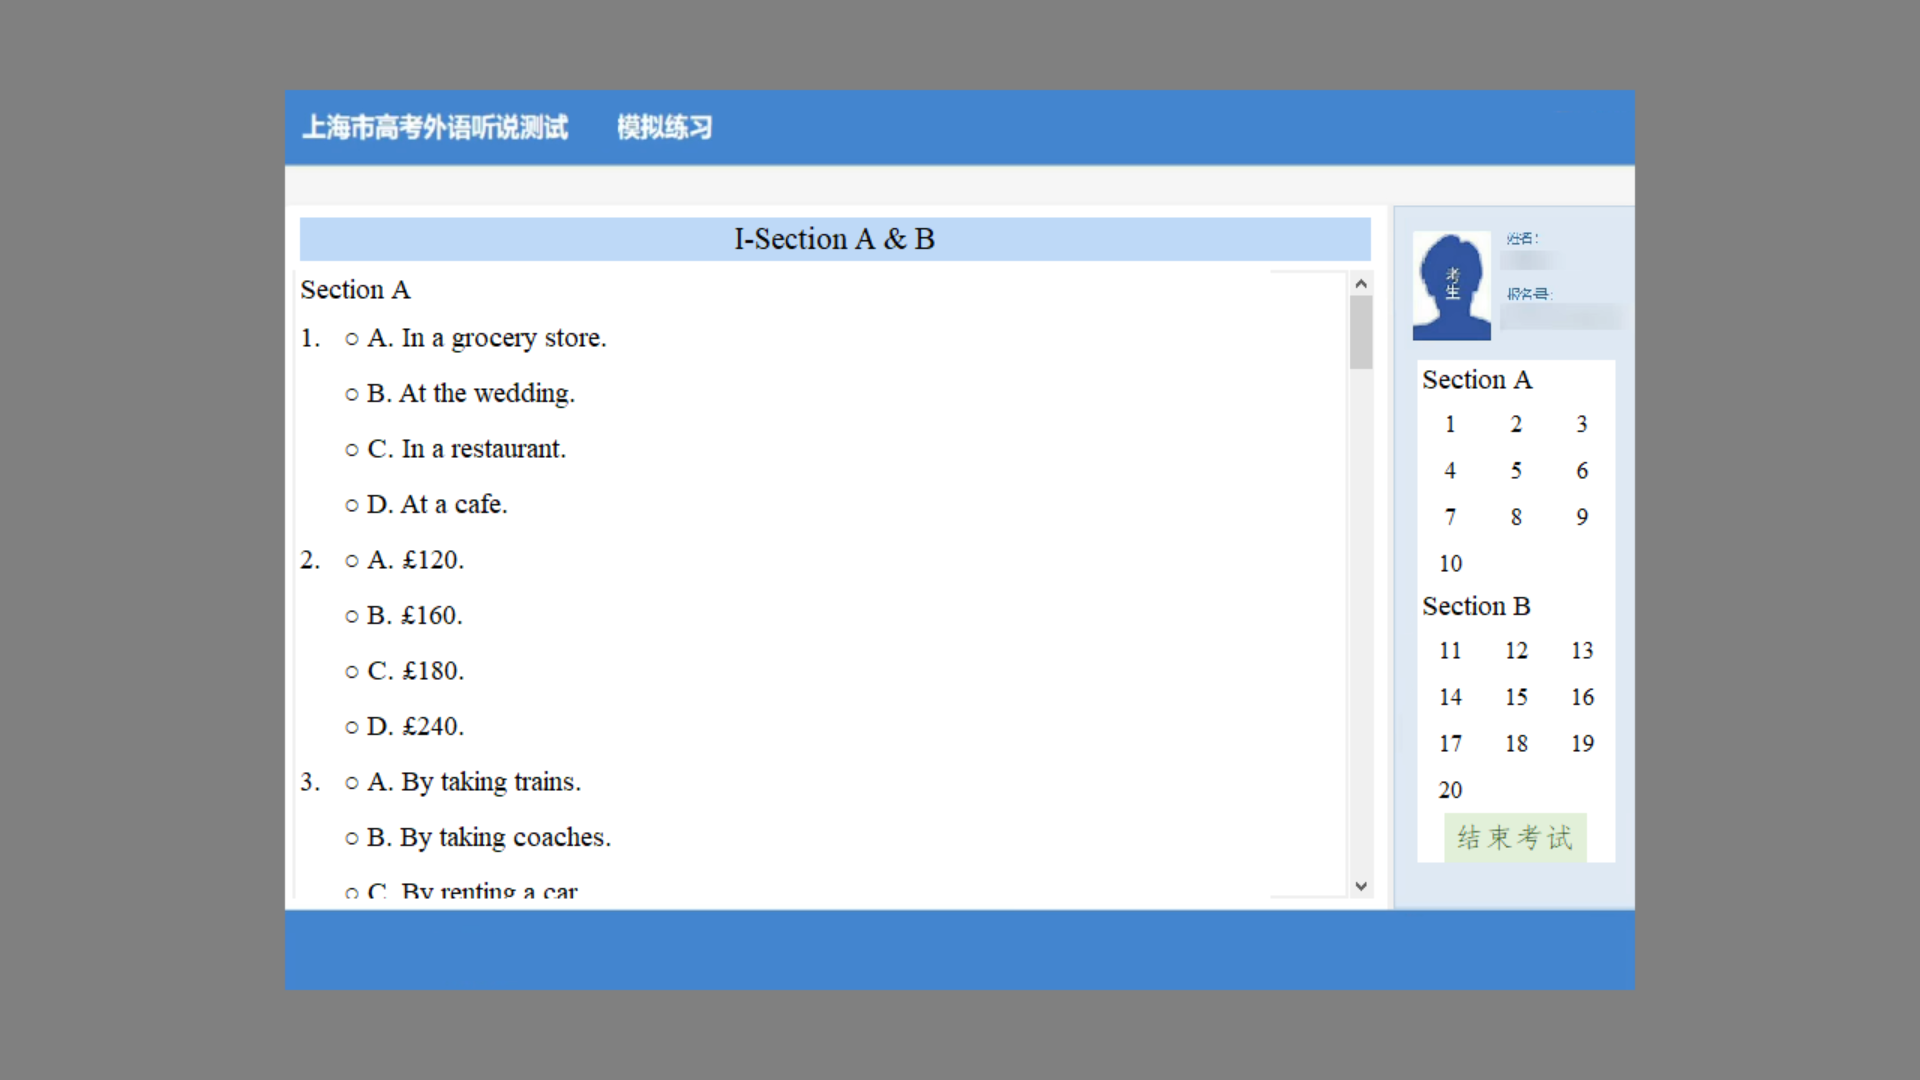 上海市高考外语听说测试 模拟练习
I-Section A & B
Section A
1. ○ A. In a grocery store.
○ B. At the wedding.
○ C. In a restaurant.
○ D. At a cafe.
2. ○ A. £120.
○ B. £160.
○ C. £180.
○ D. £240.
3. ○ A. By taking trains.
○ B. By taking coaches.
○ C. By renting a car
考生
姓名:
报名号:
Section A
1 2 3
4 5 6
7 8 9
10
Section B
11 12 13
14 15 16
17 18 19
20
结束考试